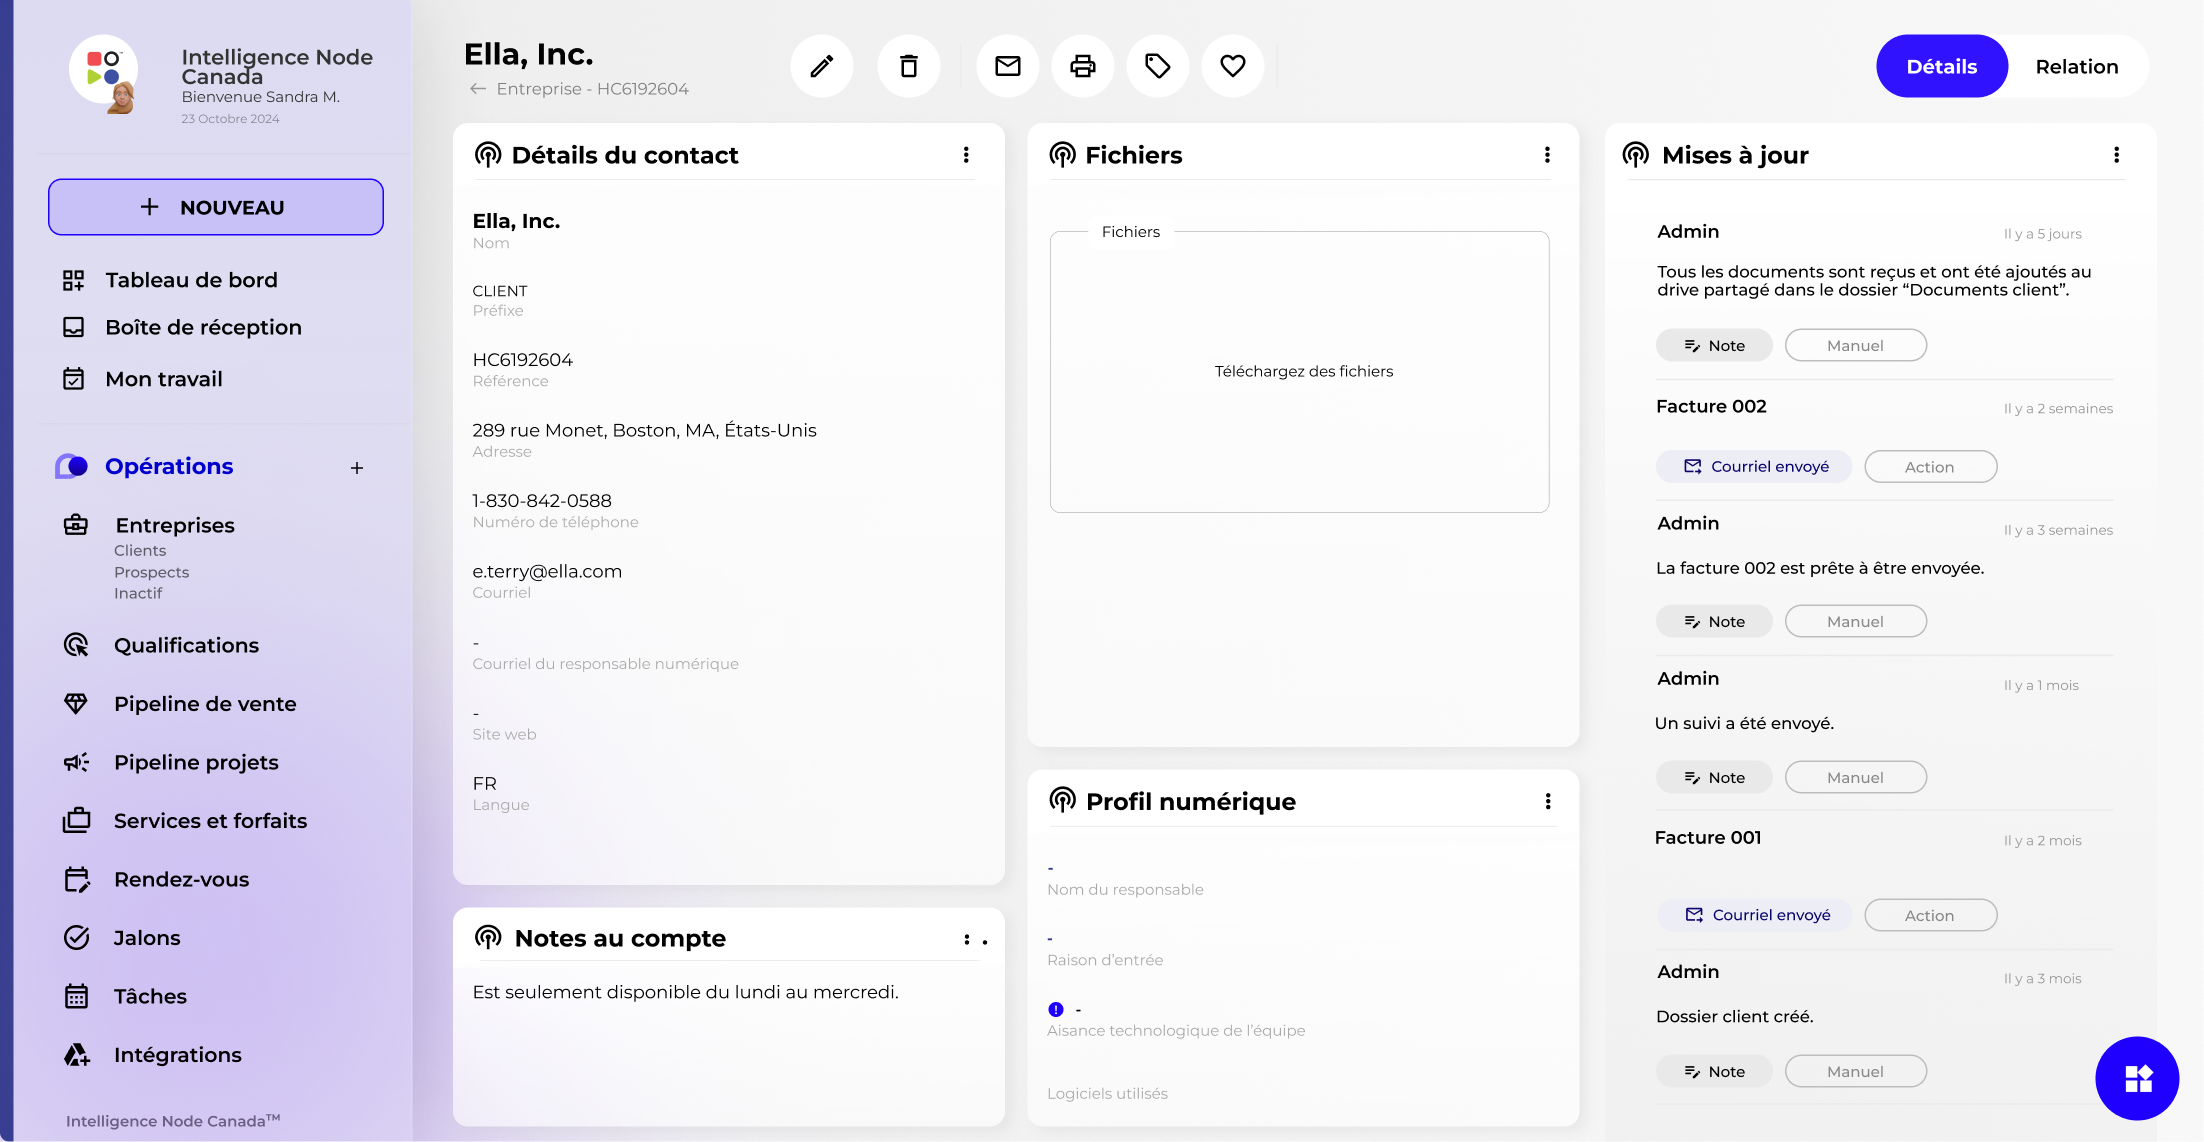 Intelligence Node
Canada
Bienvenue Sandra M.
23 Octobre 2024
NOUVEAU
Tableau de bord
Boîte de réception
Mon travail
Opérations
Entreprises
Clients
Prospects
Inactif
Qualifications
Pipeline de vente
Pipeline projets
Services et forfaits
Rendez-vous
Jalons
Tâches
Intégrations
Intelligence Node Canada™
Ella, Inc.
Entreprise - HC6192604
Détails
Relation
Détails du contact
Ella, Inc.
Nom
CLIENT
Préfixe
HC6192604
Référence
289 rue Monet, Boston, MA, États-Unis
Adresse
1-830-842-0588
Numéro de téléphone
e.terry@ella.com
Courriel
-
Courriel du responsable numérique
-
Site web
FR
Langue
Notes au compte
Est seulement disponible du lundi au mercredi.
Fichiers
Fichiers
Téléchargez des fichiers
Profil numérique
-
Nom du responsable
-
Raison d’entrée
-
Aisance technologique de l’équipe
Logiciels utilisés
Mises à jour
Admin
Il y a 5 jours
Tous les documents sont reçus et ont été ajoutés au
drive partagé dans le dossier “Documents client”.
Note
Manuel
Facture 002
Il y a 2 semaines
Courriel envoyé
Action
Admin
Il y a 3 semaines
La facture 002 est prête à être envoyée.
Note
Manuel
Admin
Il y a 1 mois
Un suivi a été envoyé.
Note
Manuel
Facture 001
Il y a 2 mois
Courriel envoyé
Action
Admin
Il y a 3 mois
Dossier client créé.
Note
Manuel